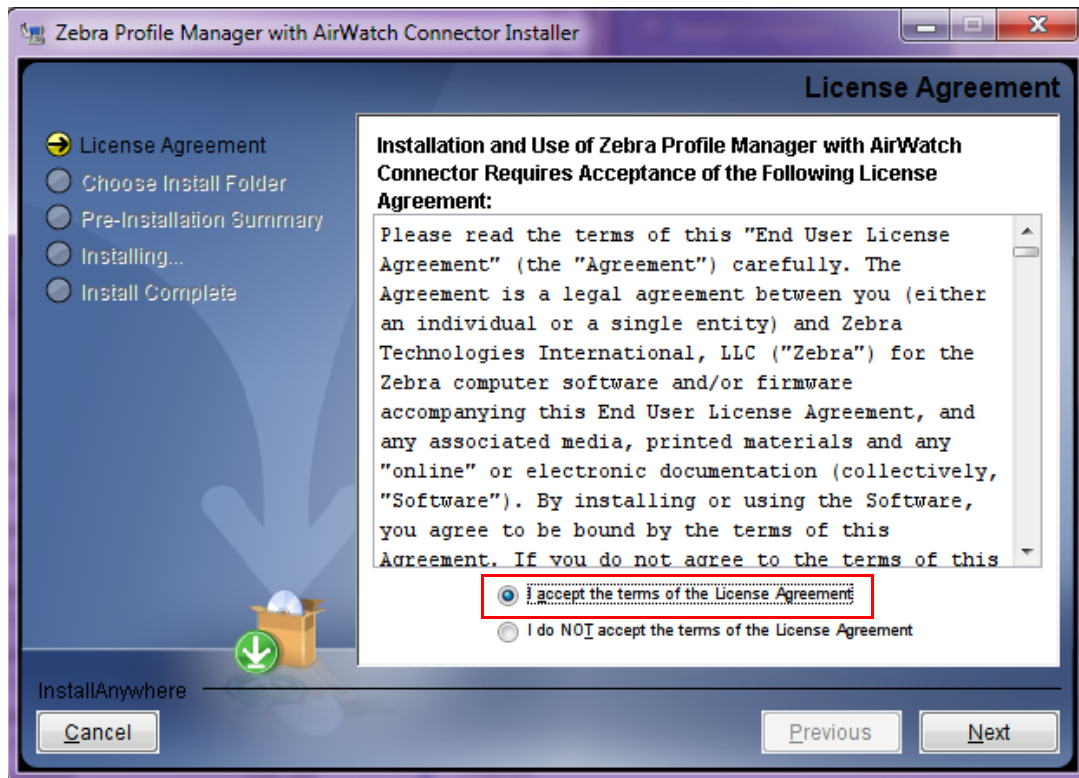 Zebra Profile Manager with AirWatch Connector Installer
License Agreement
License Agreement
Choose Install Folder
Pre-Installation Summary
Installing...
Install Complete
Installation and Use of Zebra Profile Manager with AirWatch
Connector Requires Acceptance of the Following License
Agreement:
Please read the terms of this "End User License
Agreement" (the "Agreement") carefully. The
Agreement is a legal agreement between you (either
an individual or a single entity) and Zebra
Technologies International, LLC ("Zebra") for the
Zebra computer software and/or firmware
accompanying this End User License Agreement, and
any associated media, printed materials and any
"online" or electronic documentation (collectively,
"Software"). By installing or using the Software,
you agree to be bound by the terms of this
Agreement. If you do not agree to the terms of this
I accept the terms of the License Agreement
I do NOT accept the terms of the License Agreement
InstallAnywhere
Cancel
Previous
Next